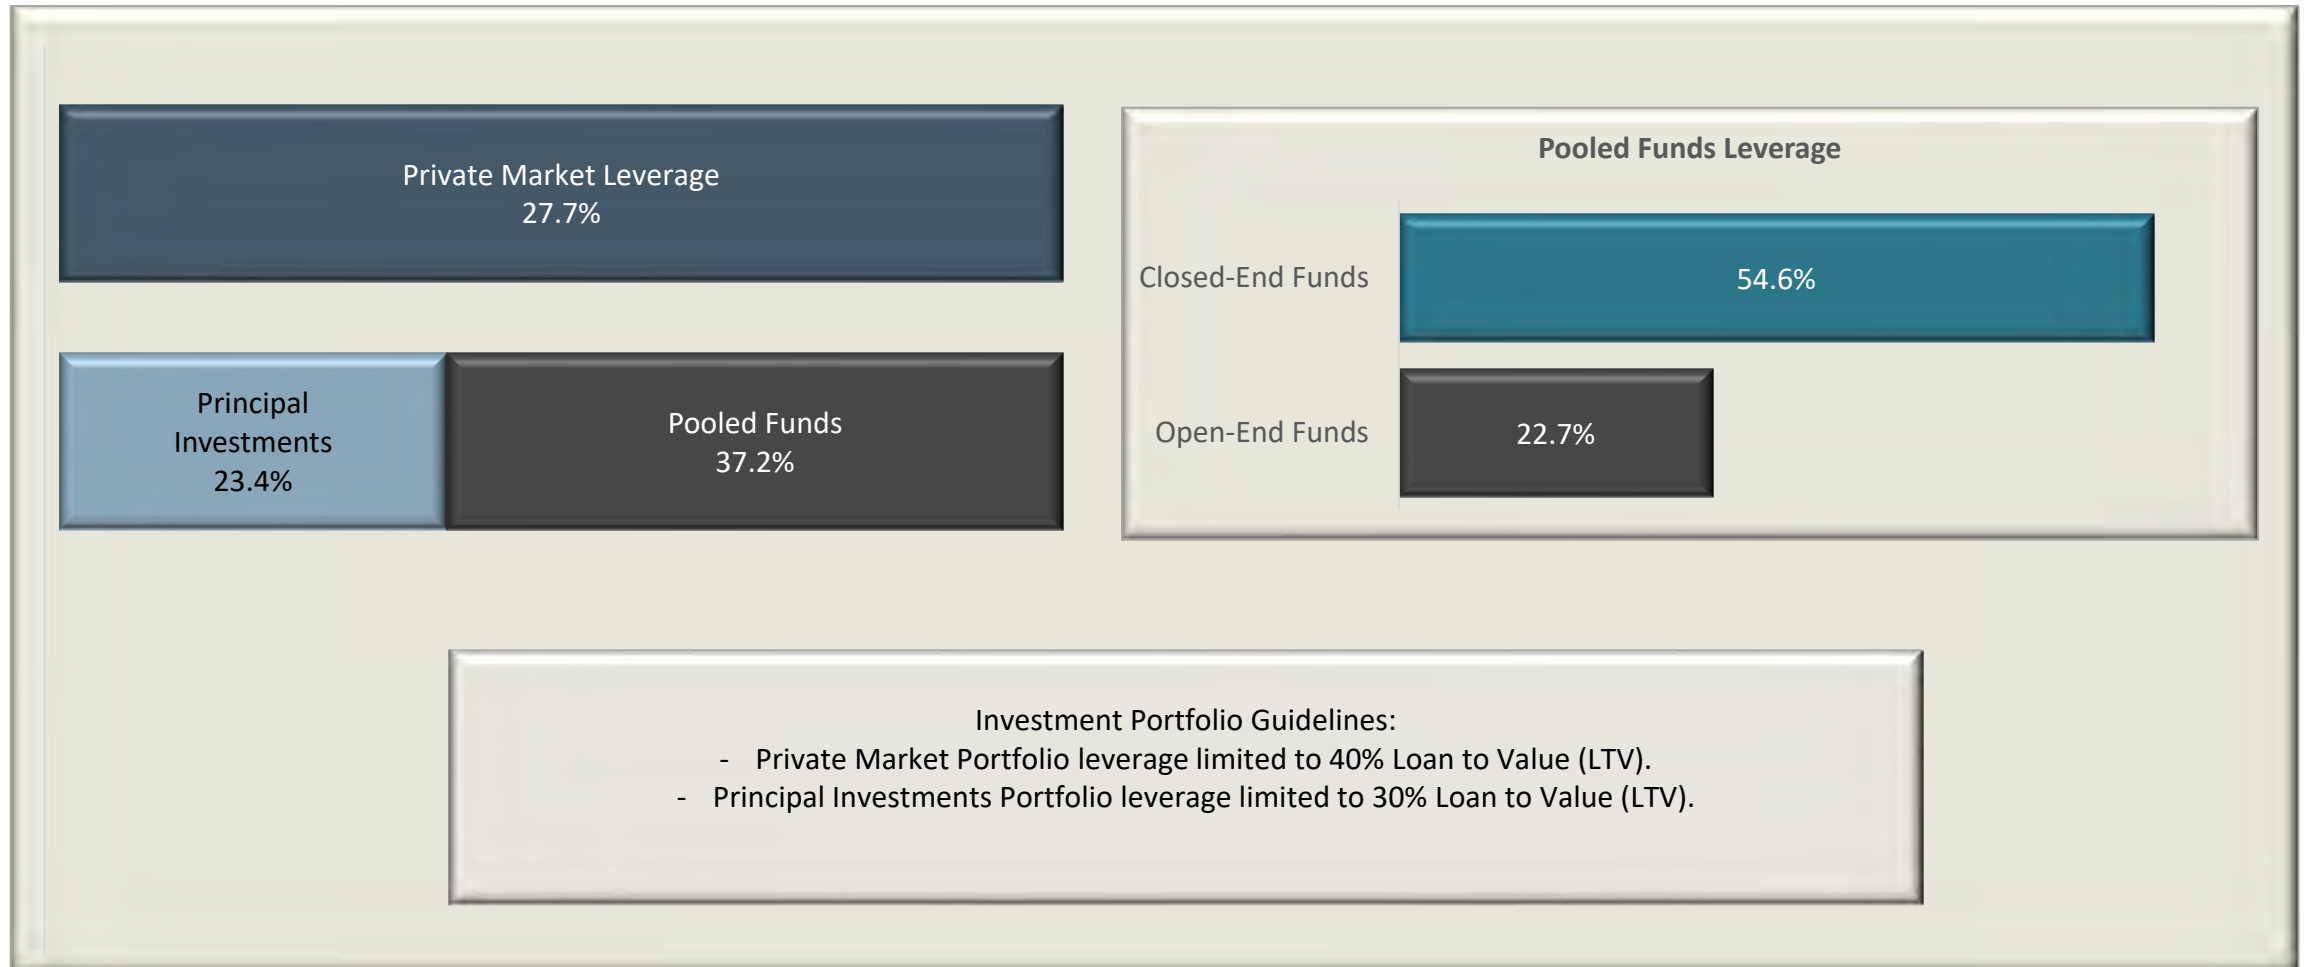 Private Market Leverage
27.7%
Principal
Investments
23.4%
Pooled Funds
37.2%
Pooled Funds Leverage
Closed-End Funds
54.6%
Open-End Funds
22.7%
Investment Portfolio Guidelines:
- Private Market Portfolio leverage limited to 40% Loan to Value (LTV).
- Principal Investments Portfolio leverage limited to 30% Loan to Value (LTV).